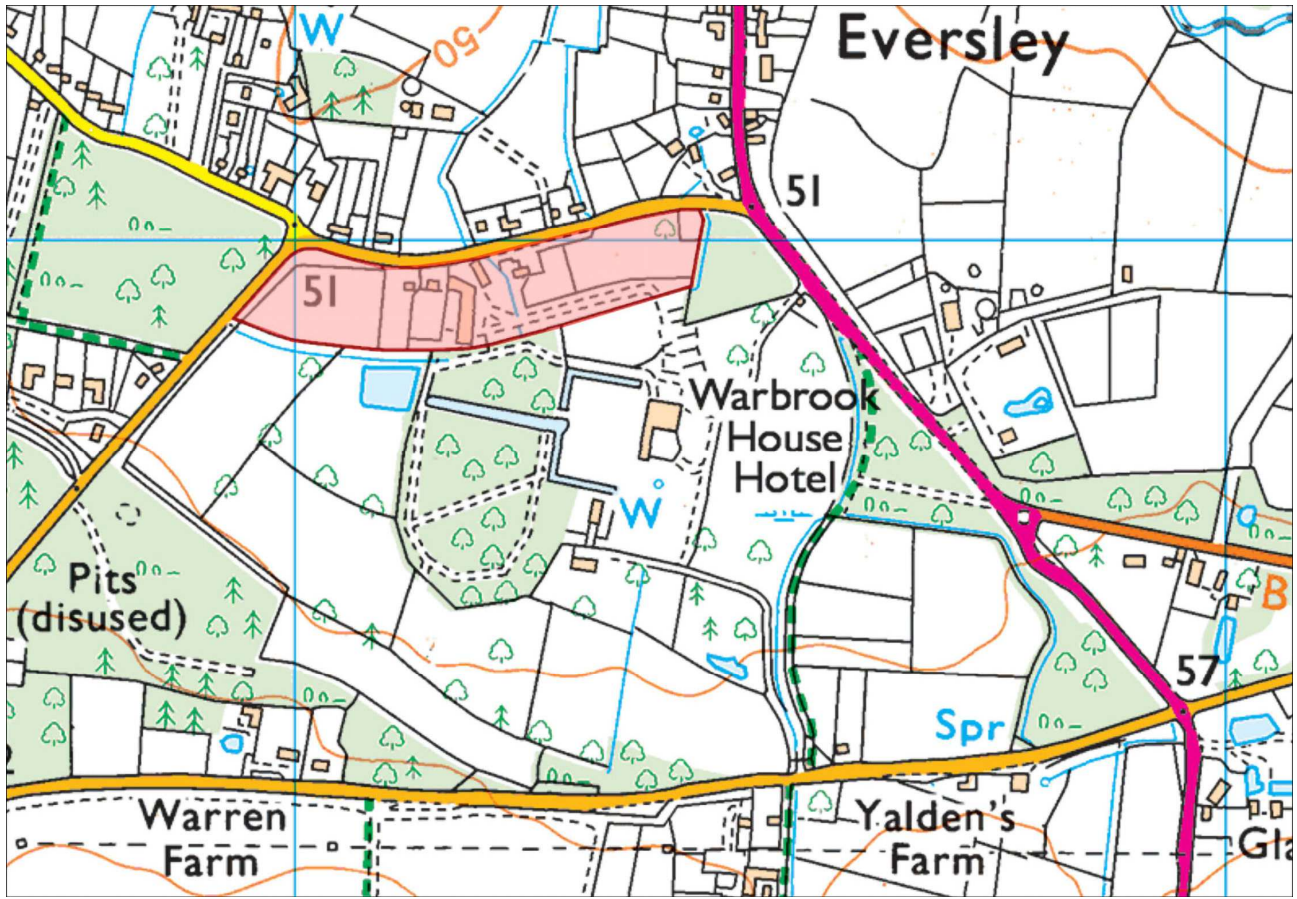 W
50
Eversley
51
51
Warbrook
House
Hotel
W
Pits
(disused)
B
57
Spr
Warren
Farm
Yalden's
Farm
Gla